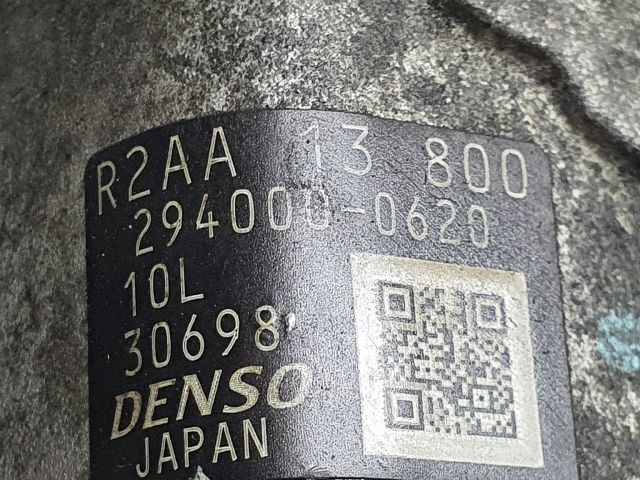 R2AA 13 800
294000-0620
10L
30698
DENSO
JAPAN